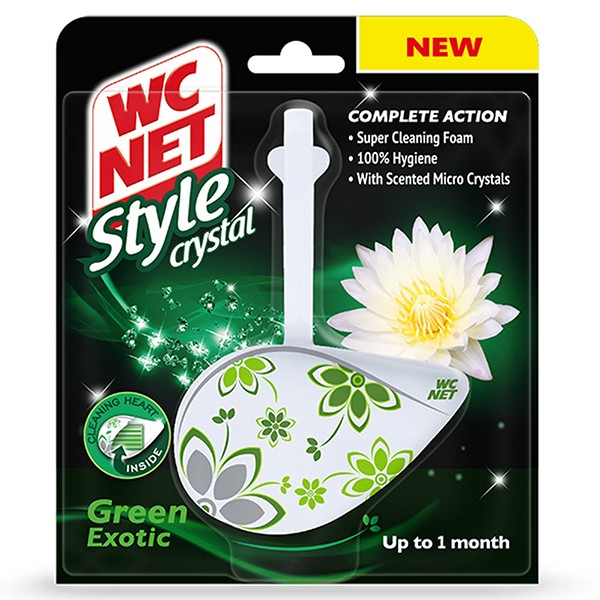 NEW
WC
NET
Style
crystal
COMPLETE ACTION
• Super Cleaning Foam
• 100% Hygiene
• With Scented Micro Crystals
WC
NET
CLEANING HEART
INSIDE
Green
Exotic
Up to 1 month